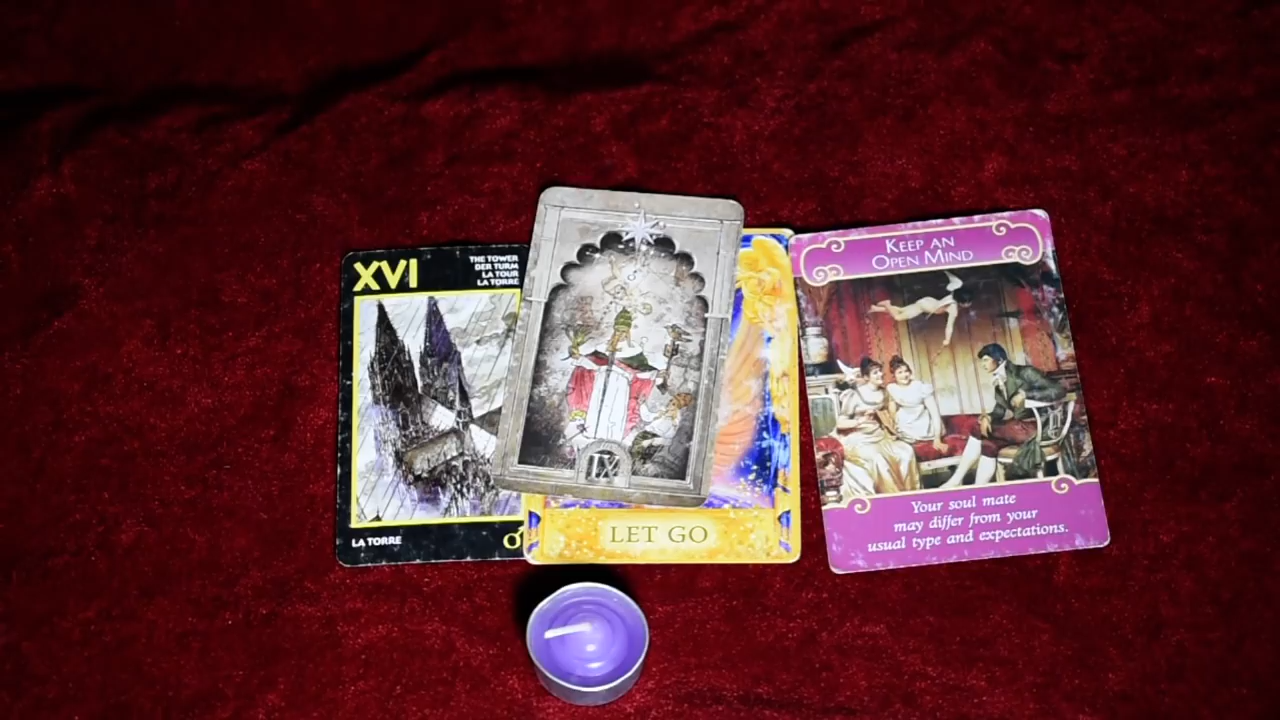 XVI
THE TOWER
DER TURM
LA TOUR
LA TORRE
LA TORRE
IX
LET GO
KEEP AN
OPEN MIND
Your soul mate
may differ from your
usual type and expectations.